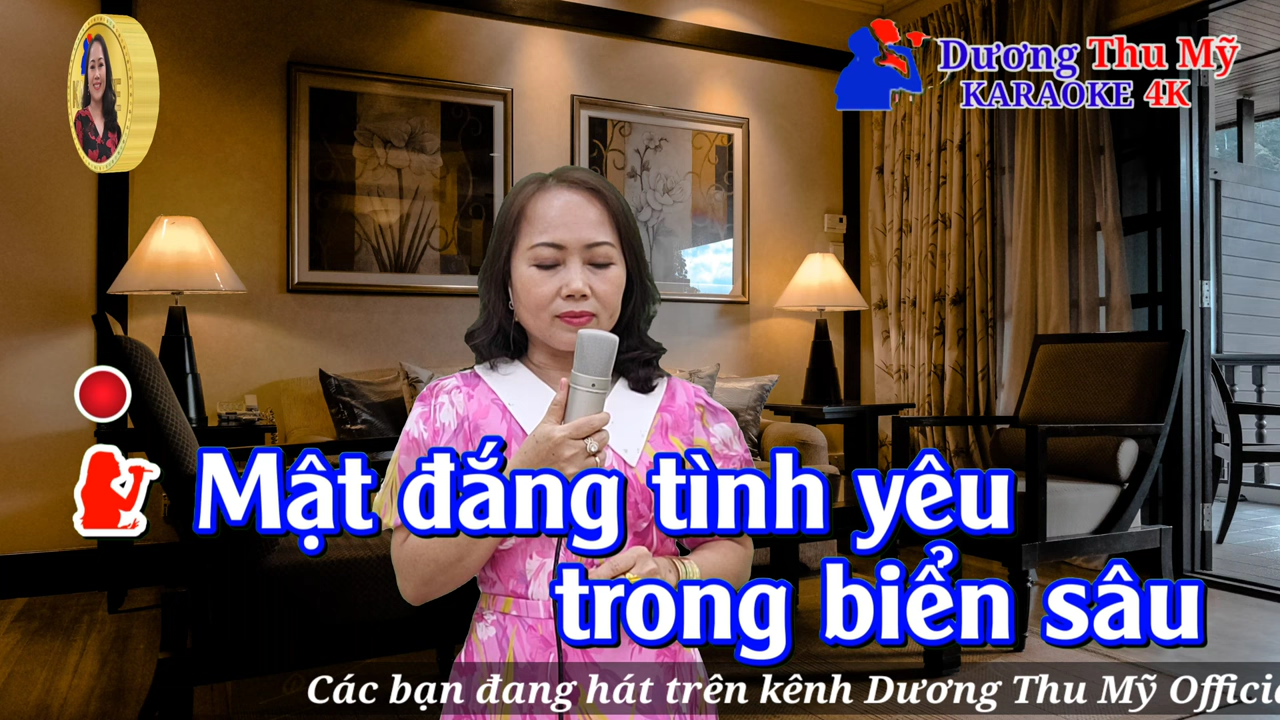 Dương Thu Mỹ
KARAOKE 4K
Mật đắng tình yêu
trong biển sâu
Các bạn đang hát trên kênh Dương Thu Mỹ Officia